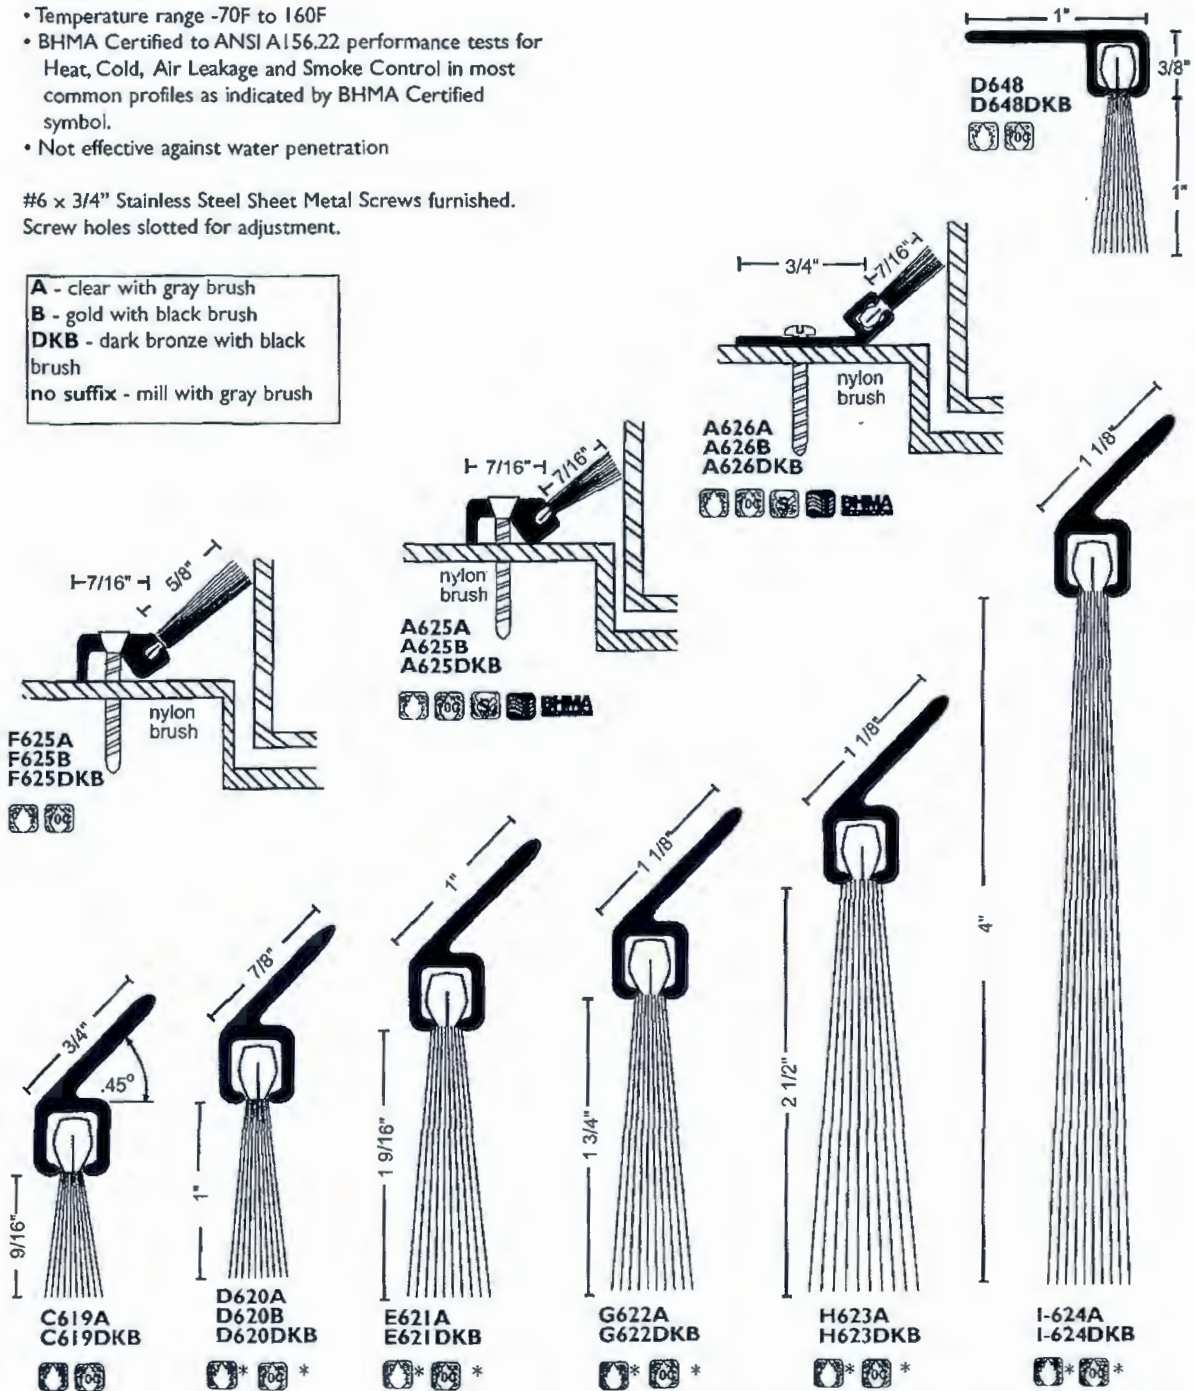 • Temperature range -70F to 160F
• BHMA Certified to ANSI A156.22 performance tests for
Heat, Cold, Air Leakage and Smoke Control in most
common profiles as indicated by BHMA Certified
symbol.
• Not effective against water penetration
#6 x 3/4" Stainless Steel Sheet Metal Screws furnished.
Screw holes slotted for adjustment.
A - clear with gray brush
B - gold with black brush
DKB - dark bronze with black
brush
no suffix - mill with gray brush
1"
3/8"
1"
D648
D648DKB
3/4"
7/16"
nylon
brush
A626A
A626B
A626DKB
BHMA
7/16"
7/16"
nylon
brush
A625A
A625B
A625DKB
BHMA
7/16"
5/8"
nylon
brush
F625A
F625B
F625DKB
3/4"
.45°
9/16"
C619A
C619DKB
7/8"
1"
D620A
D620B
D620DKB
* *
1"
1 9/16"
E621A
E621DKB
* *
1 1/8"
1 3/4"
G622A
G622DKB
* *
1 1/8"
2 1/2"
H623A
H623DKB
* *
1 1/8"
4"
I-624A
I-624DKB
* *